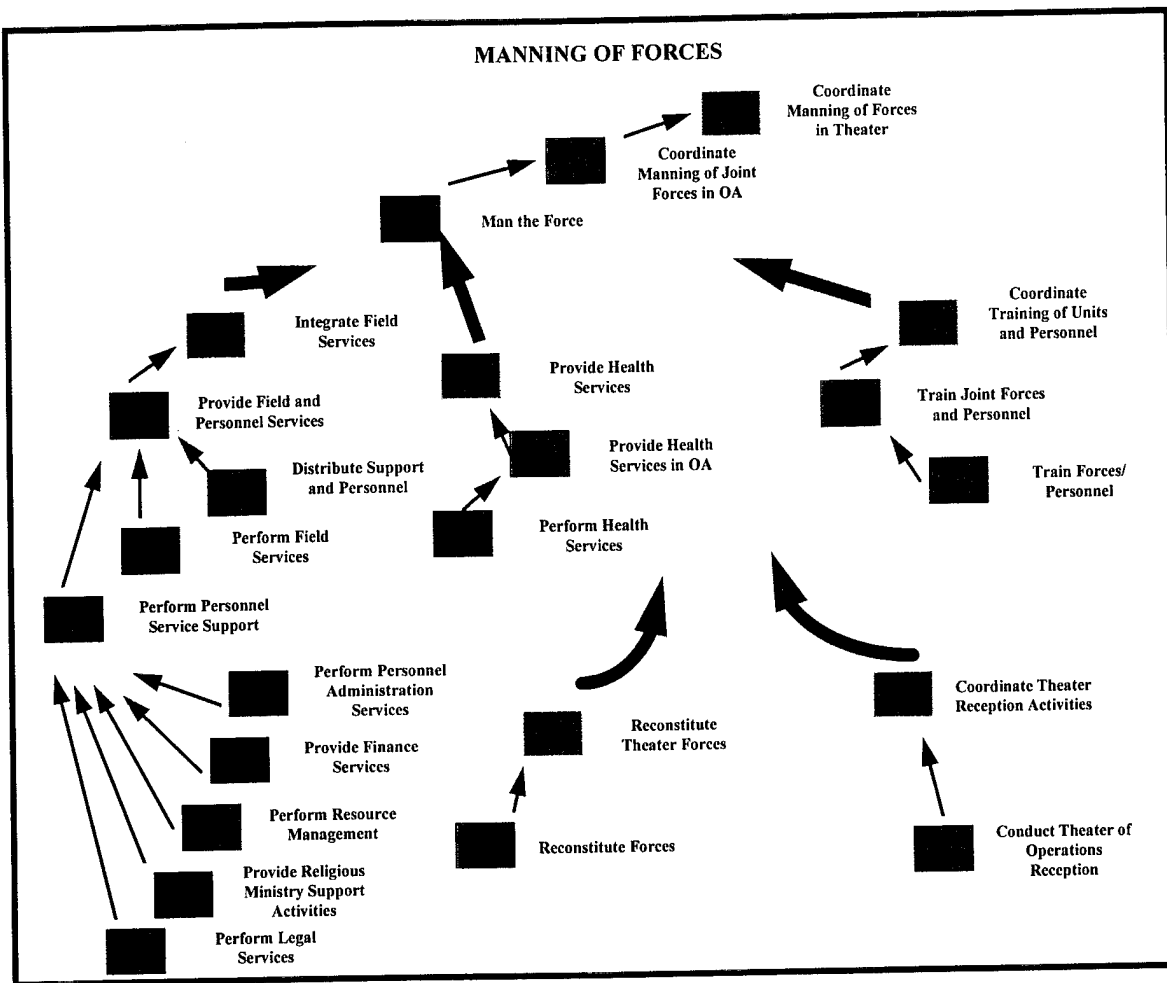 MANNING OF FORCES
Coordinate
Manning of Forces
in Theater
Coordinate
Manning of Joint
Forces in OA
Man the Force
Integrate Field
Services
Provide Field and
Personnel Services
Distribute Support
and Personnel
Perform Field
Services
Perform Personnel
Service Support
Perform Personnel
Administration
Services
Provide Finance
Services
Perform Resource
Management
Provide Religious
Ministry Support
Activities
Perform Legal
Services
Provide Health
Services
Provide Health
Services in OA
Perform Health
Services
Coordinate
Training of Units
and Personnel
Train Joint Forces
and Personnel
Train Forces/
Personnel
Reconstitute
Theater Forces
Reconstitute Forces
Coordinate Theater
Reception Activities
Conduct Theater of
Operations
Reception